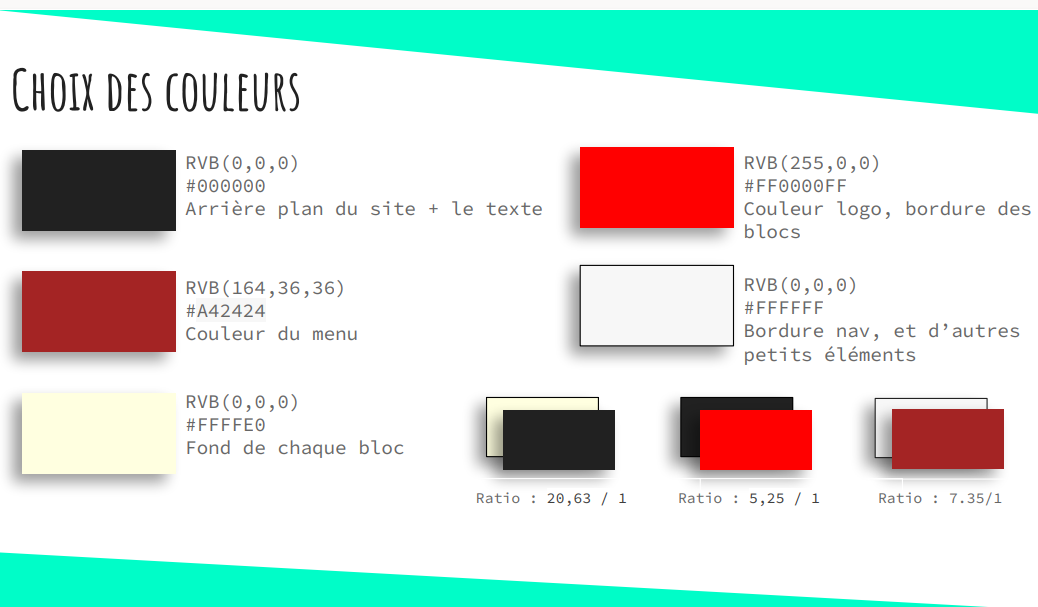 Choix des couleurs
RVB(0,0,0)
#000000
Arrière plan du site + le texte
RVB(255,0,0)
#FF0000FF
Couleur logo, bordure des
blocs
RVB(164,36,36)
#A42424
Couleur du menu
RVB(0,0,0)
#FFFFFF
Bordure nav, et d’autres
petits éléments
RVB(0,0,0)
#FFFFE0
Fond de chaque bloc
Ratio : 20,63 / 1
Ratio : 5,25 / 1
Ratio : 7.35/1